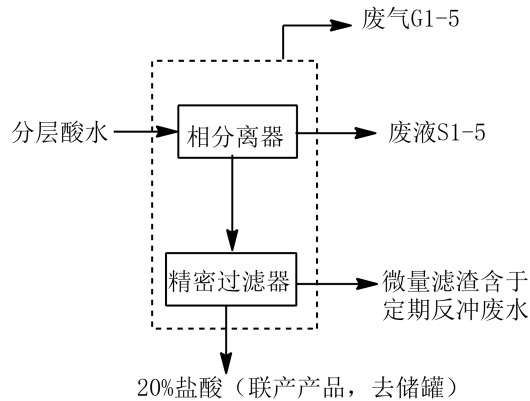 废气G1-5
分层酸水
相分离器
废液S1-5
精密过滤器
微量滤渣含于
定期反冲废水
20%盐酸（联产产品，去储罐）